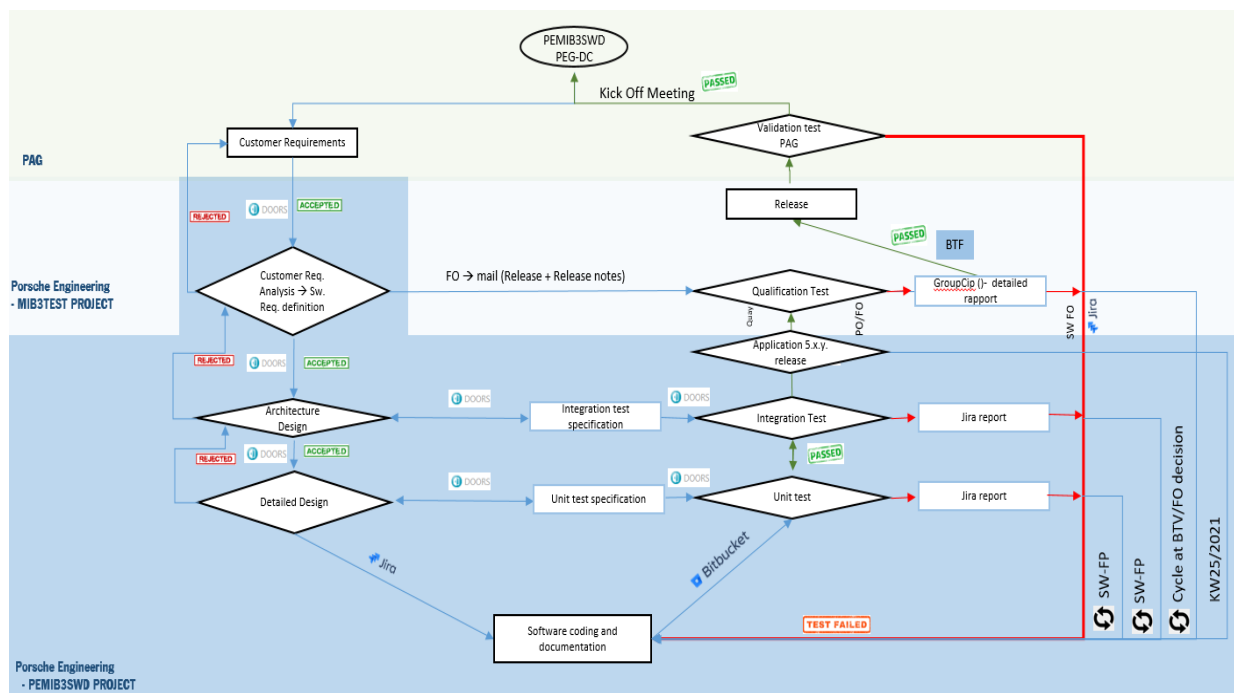 PEMIB3SWD
PEG-DC
Kick Off Meeting
PASSED
Customer Requirements
Validation test
PAG
PAG
REJECTED
DOORS
ACCEPTED
Release
PASSED
BTF
Porsche Engineering
- MIB3TEST PROJECT
Customer Req.
Analysis → Sw.
Req. definition
FO → mail (Release + Release notes)
Qualification Test
GroupCip ()- detailed
rapport
Quay
PO/FO
SW FO
Jira
REJECTED
DOORS
ACCEPTED
Application 5.x.y.
release
Architecture
Design
DOORS
Integration test
specification
DOORS
Integration Test
Jira report
REJECTED
DOORS
ACCEPTED
PASSED
Detailed Design
DOORS
Unit test specification
DOORS
Unit test
Jira report
Jira
Bitbucket
SW-FP
SW-FP
Cycle at BTV/FO decision
KW25/2021
Software coding and
documentation
TEST FAILED
Porsche Engineering
- PEMIB3SWD PROJECT